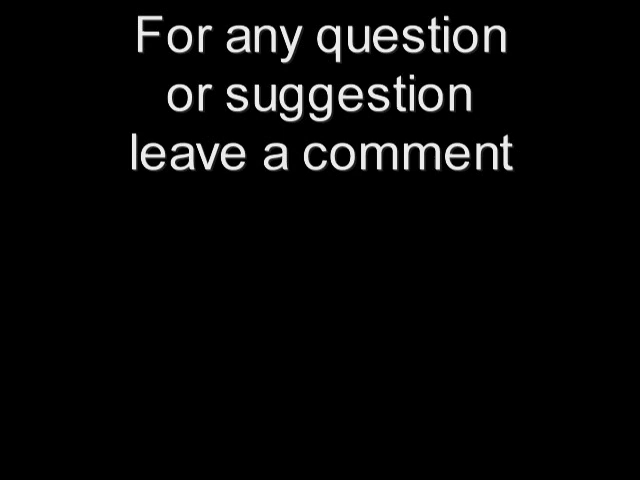 For any question
or suggestion
leave a comment